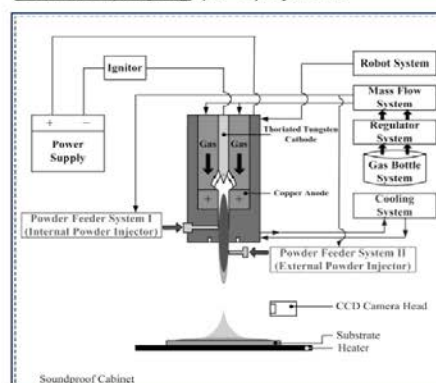 Ignitor
Robot System
Mass Flow
System
+ −
Power
Supply
Thoriated Tungsten
Cathode
Gas Gas
Regulator
System
Gas Bottle
System
Copper Anode
+ +
Cooling
System
Powder Feeder System I
(Internal Powder Injector)
Powder Feeder System II
(External Powder Injector)
CCD Camera Head
Substrate
Heater
Soundproof Cabinet